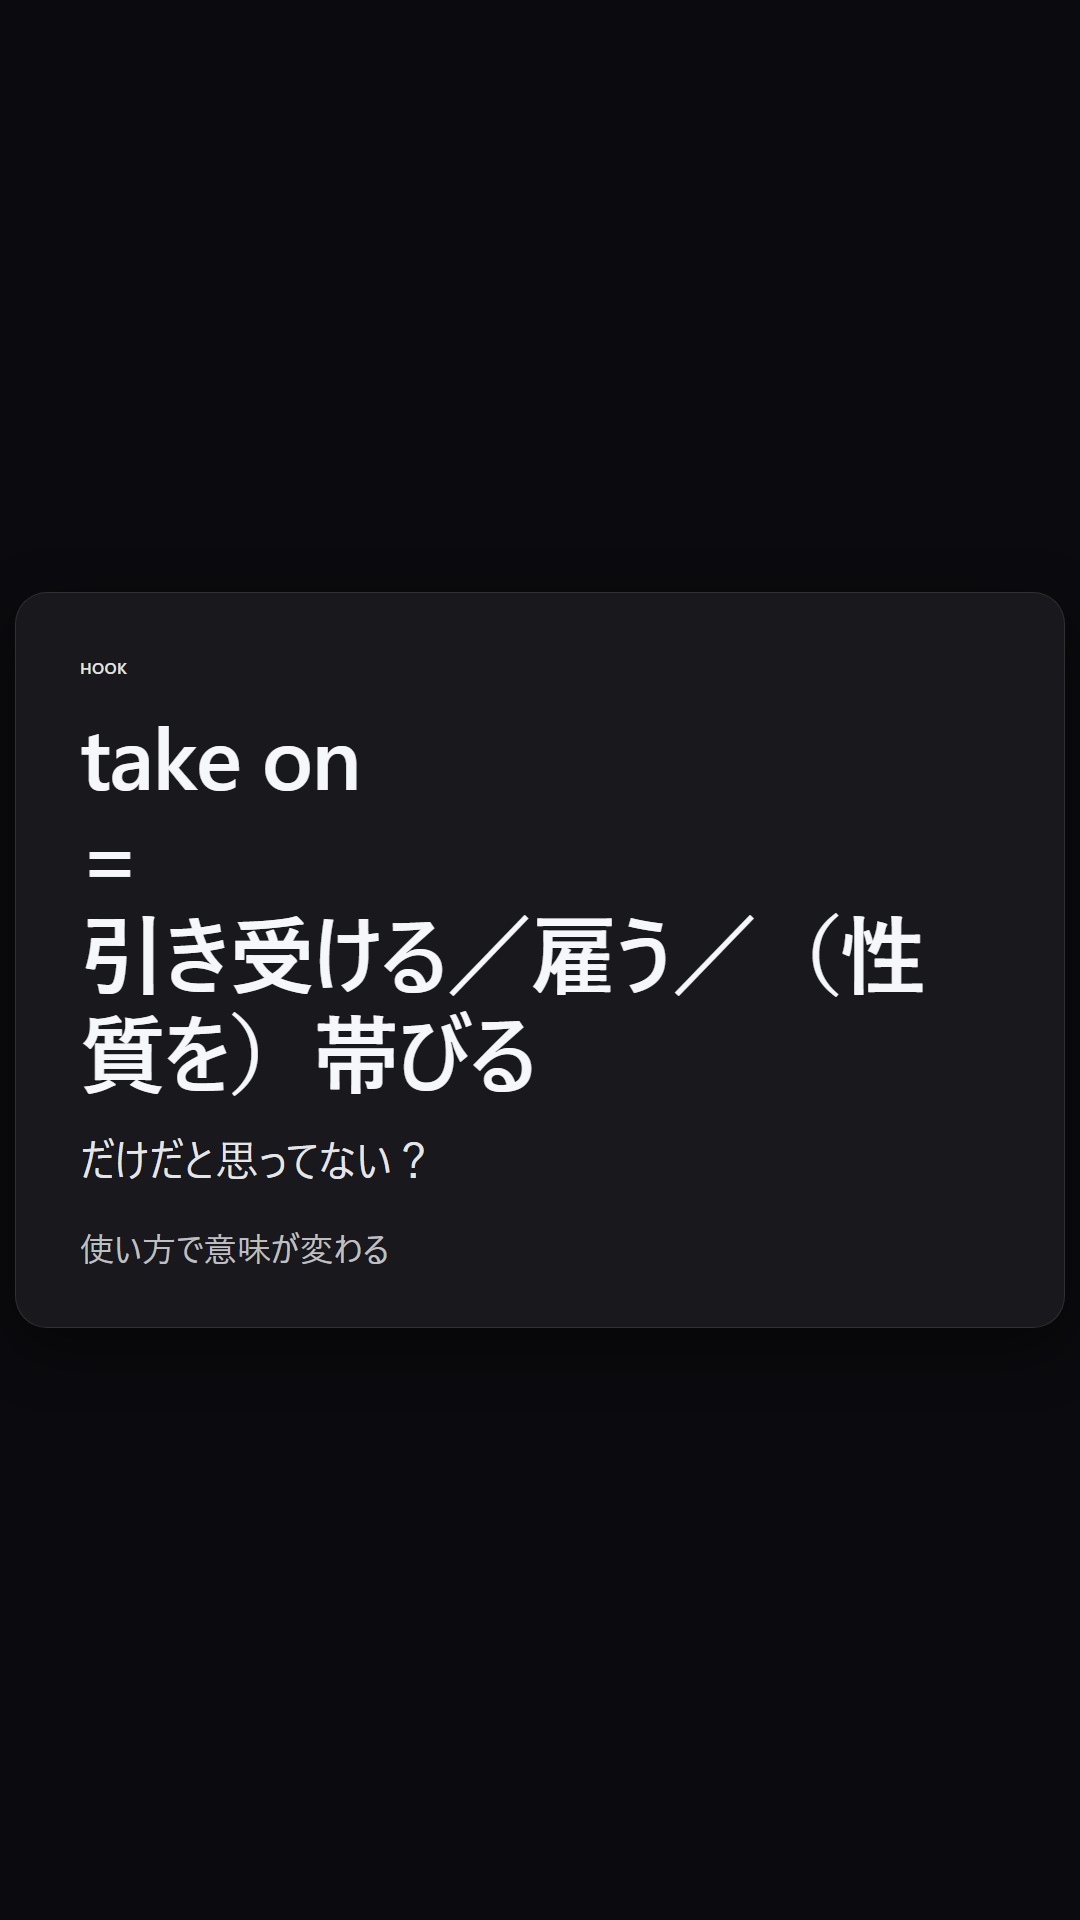 HOOK
take on
=
引き受ける／雇う／（性
質を）帯びる
だけだと思ってない？
使い方で意味が変わる